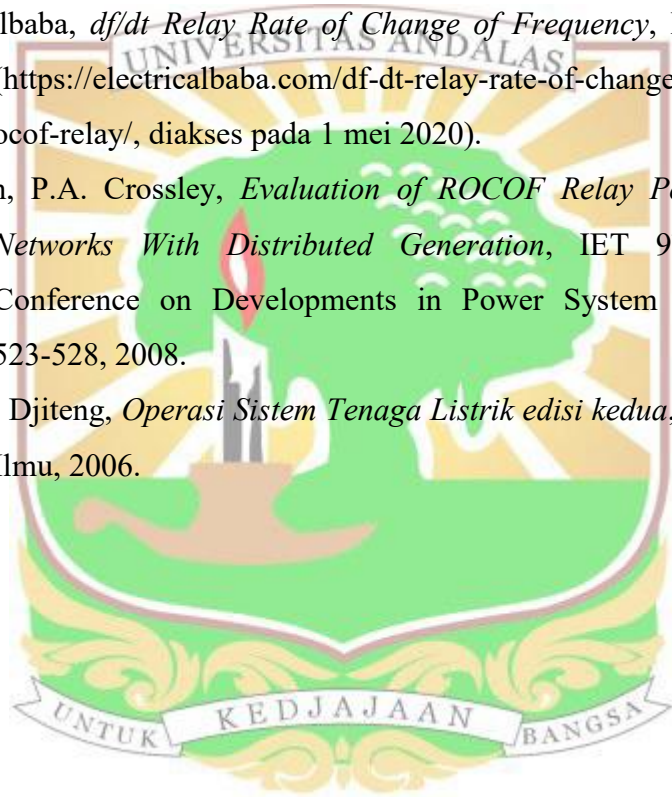 lbaba, df/dt Relay Rate of Change of Frequency,
UNIVERSITAS ANDALAS
[https://electricalbaba.com/df-dt-relay-rate-of-change
ocof-relay/, diakses pada 1 mei 2020).
n, P.A. Crossley, Evaluation of ROCOF Relay Pe
Networks With Distributed Generation, IET 9
Conference on Developments in Power System
523-528, 2008.
Djiteng, Operasi Sistem Tenaga Listrik edisi kedua,
Ilmu, 2006.
UNTUK KEDJAJAAN BANGSA